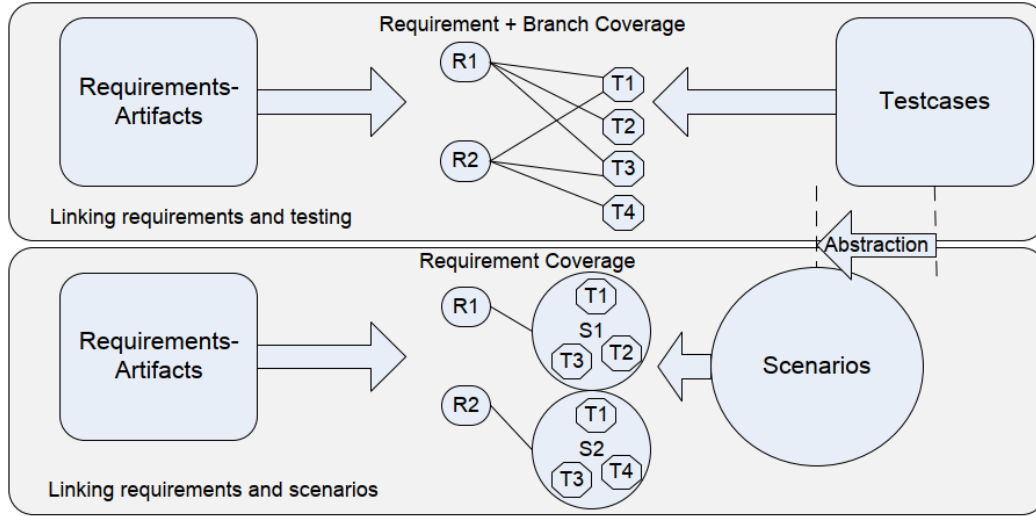 Requirement + Branch Coverage
Requirements-
Artifacts
R1
R2
T1
T2
T3
T4
Testcases
Linking requirements and testing
Abstraction
Requirement Coverage
Requirements-
Artifacts
R1
R2
T1
S1
T3
T2
T1
S2
T3
T4
Scenarios
Linking requirements and scenarios